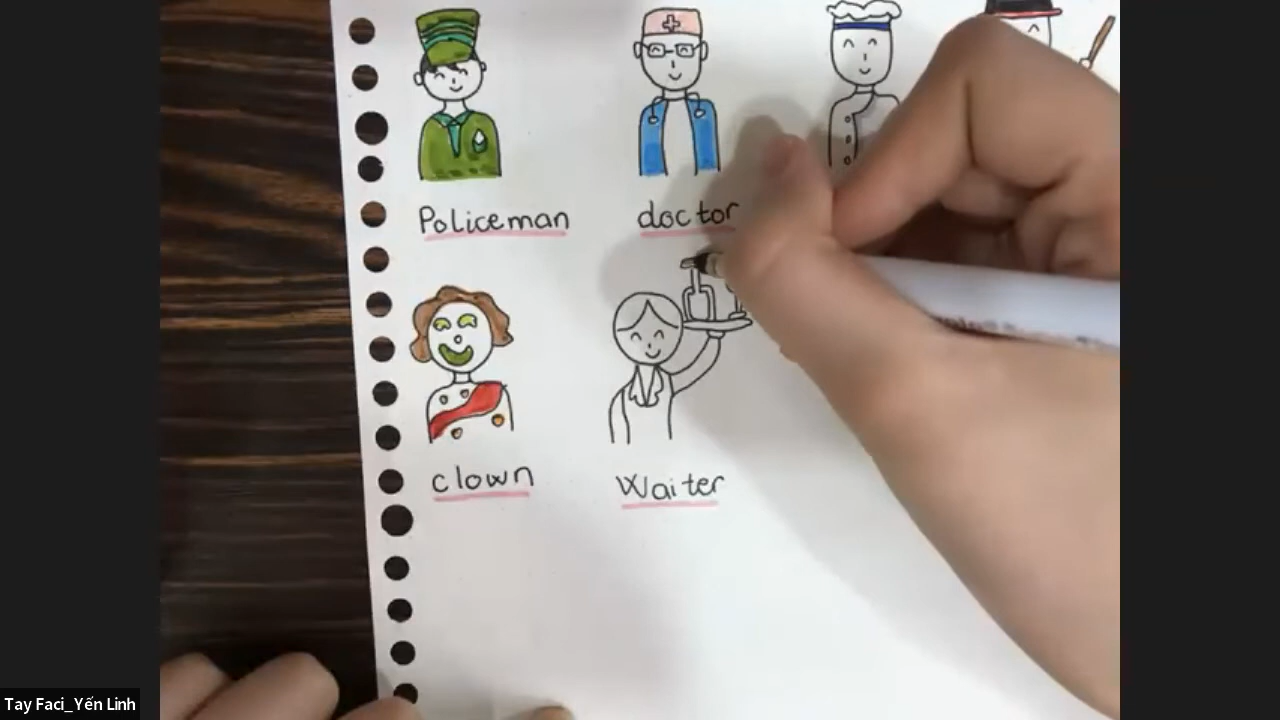 Policeman
doctor
clown
Waiter
Tay Faci_Yến Linh